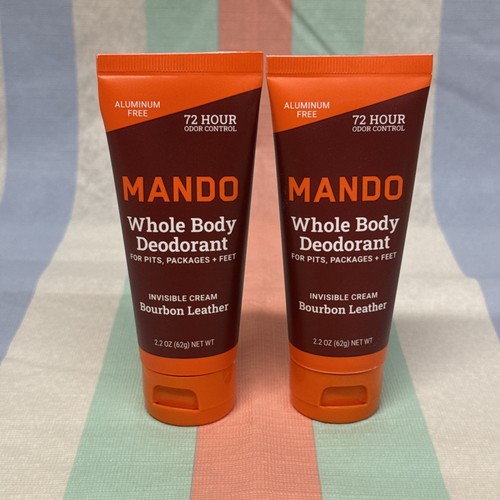 ALUMINUM
FREE
72 HOUR
ODOR CONTROL
MANDO
Whole Body
Deodorant
FOR PITS, PACKAGES + FEET
INVISIBLE CREAM
Bourbon Leather
2.2 OZ (62g) NET WT
ALUMINUM
FREE
72 HOUR
ODOR CONTROL
MANDO
Whole Body
Deodorant
FOR PITS, PACKAGES + FEET
INVISIBLE CREAM
Bourbon Leather
2.2 OZ (62g) NET WT